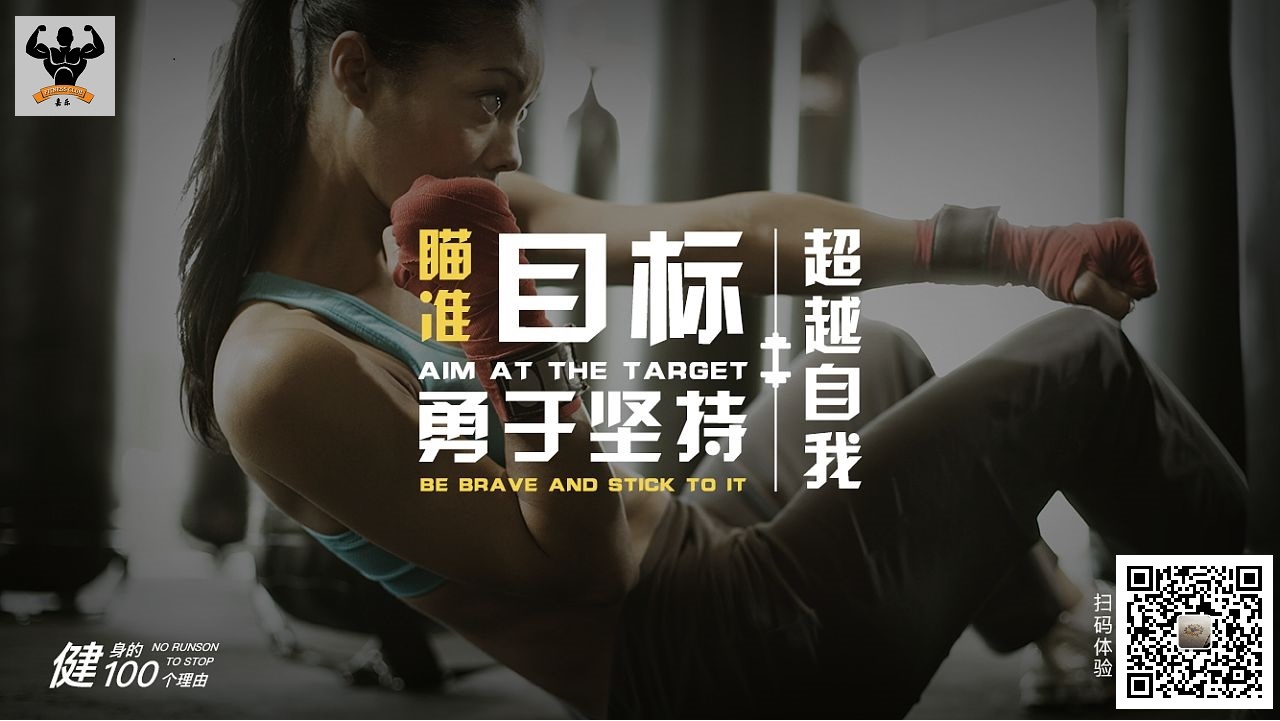 FITNESS CLUB
嘉乐
瞄准目标
AIM AT THE TARGET
勇于坚持
BE BRAVE AND STICK TO IT
超越自我
健身的100个理由
NO RUNSON
TO STOP
扫码体验